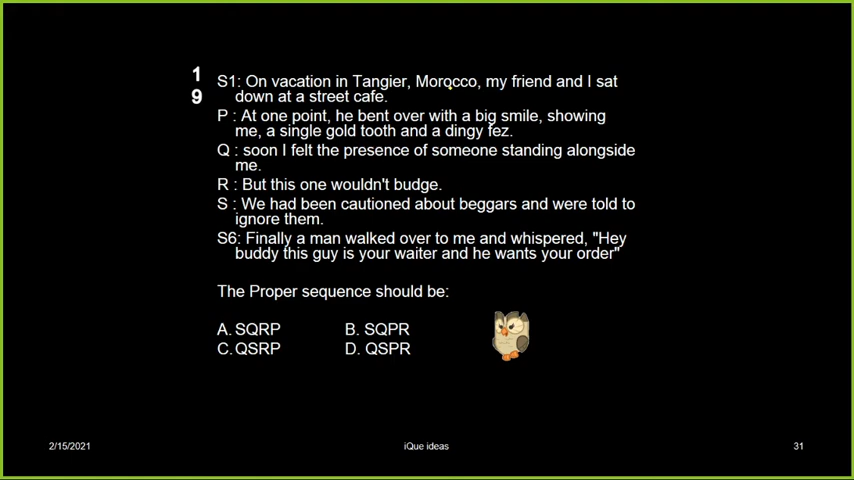 1
9
S1: On vacation in Tangier, Morocco, my friend and I sat
down at a street cafe.
P : At one point, he bent over with a big smile, showing
me, a single gold tooth and a dingy fez.
Q : soon I felt the presence of someone standing alongside
me.
R : But this one wouldn't budge.
S : We had been cautioned about beggars and were told to
ignore them.
S6: Finally a man walked over to me and whispered, "Hey
buddy this guy is your waiter and he wants your order"
The Proper sequence should be:
A. SQRP B. SQPR
C. QSRP D. QSPR
2/15/2021 iQue ideas 31